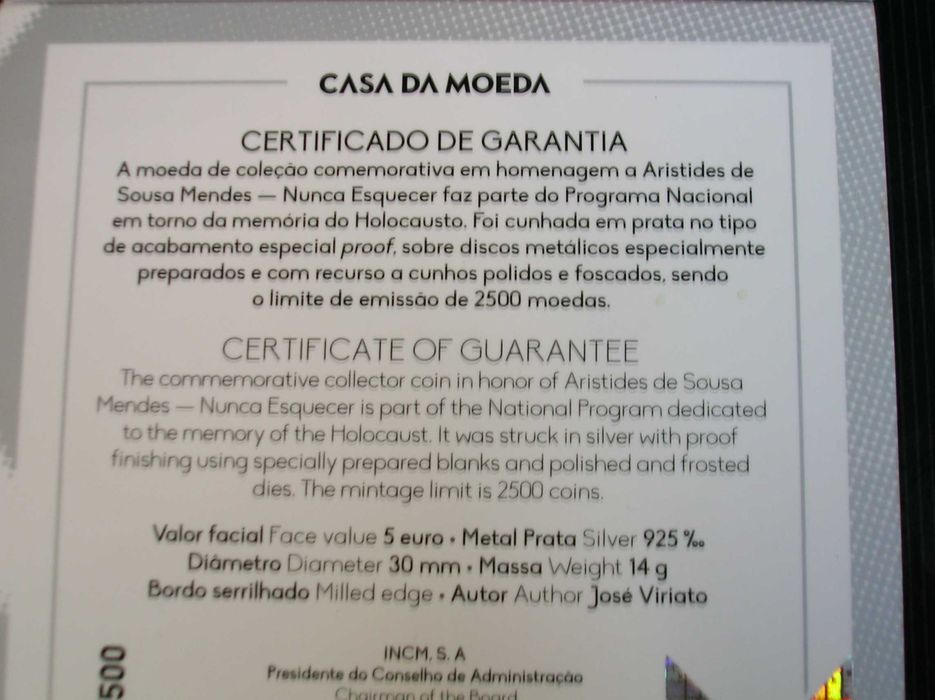 CASA DA MOEDA
CERTIFICADO DE GARANTIA
A moeda de coleção comemorativa em homenagem a Aristides de
Sousa Mendes — Nunca Esquecer faz parte do Programa Nacional
em torno da memória do Holocausto. Foi cunhada em prata no tipo
de acabamento especial proof, sobre discos metálicos especialmente
preparados e com recurso a cunhos polidos e foscados, sendo
o limite de emissão de 2500 moedas.
CERTIFICATE OF GUARANTEE
The commemorative collector coin in honor of Aristides de Sousa
Mendes — Nunca Esquecer is part of the National Program dedicated
to the memory of the Holocaust. It was struck in silver with proof
finishing using specially prepared blanks and polished and frosted
dies. The mintage limit is 2500 coins.
Valor facial Face value 5 euro • Metal Prata Silver 925 ‰
Diâmetro Diameter 30 mm • Massa Weight 14 g
Bordo serrilhado Milled edge • Autor Author José Viriato
INCM, S. A
Presidente do Conselho de Administração
Chairman of the Board
500